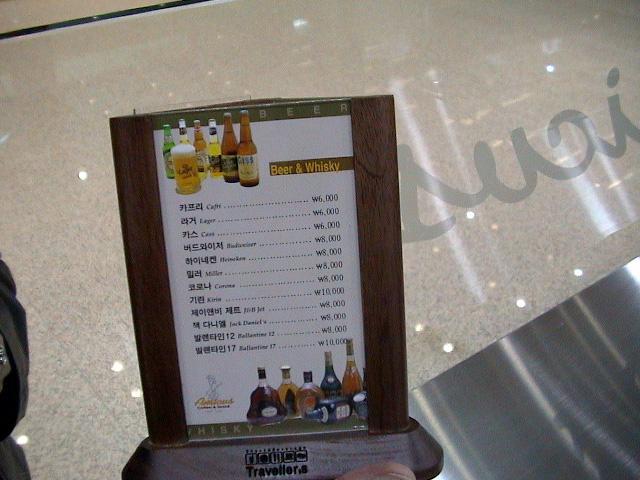 BEER
Beer & Whisky
카프리 Cafri ₩6,000
라거 Lager ₩6,000
카스 Cass ₩6,000
버드와이저 Budweiser ₩8,000
하이네켄 Heineken ₩8,000
밀러 Miller ₩8,000
코로나 Corona ₩8,000
기린 Kirin ₩10,000
제이앤비 제트 J&B Jet ₩8,000
잭 다니엘 Jack Daniel's ₩8,000
발렌타인12 Ballantine 12 ₩8,000
발렌타인17 Ballantine 17 ₩10,000
WHISKY
Travellers